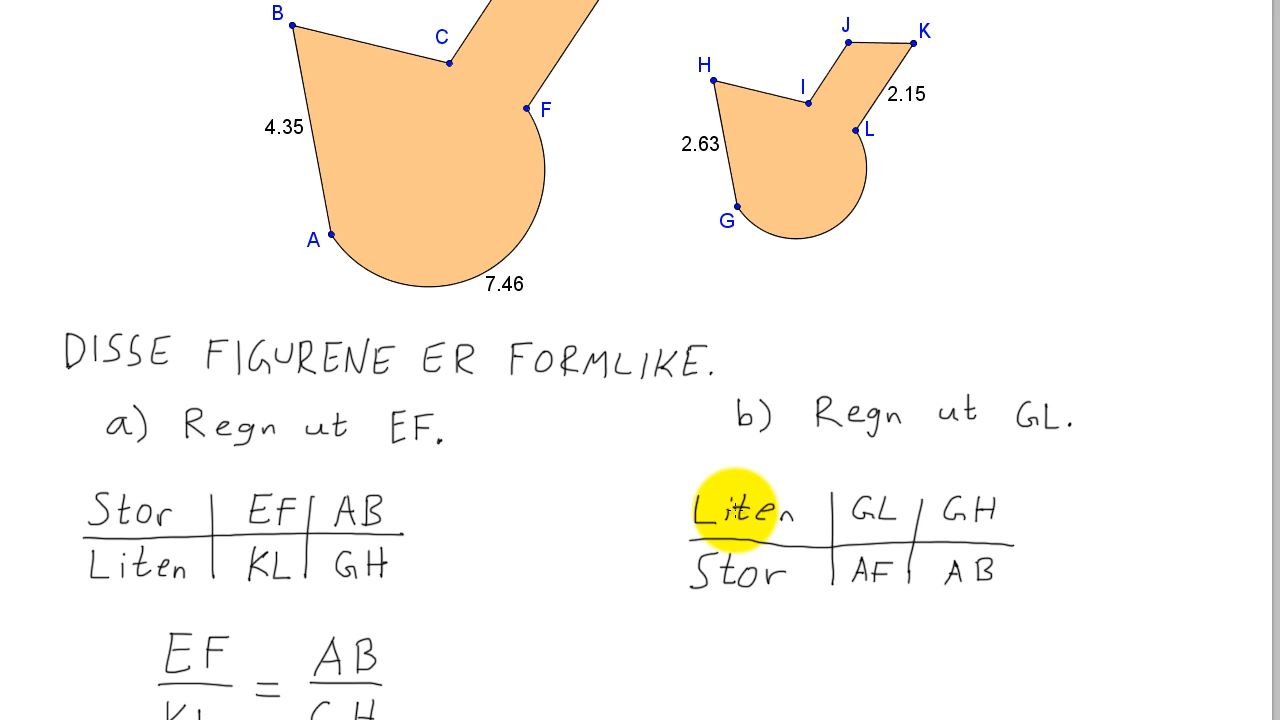 B
C
F
4.35
A
7.46
J
K
H
I
2.15
L
2.63
G
DISSE FIGURENE ER FORMLIKE.
a) Regn ut EF.
b) Regn ut GL.
Stor EF AB
Liten KL GH
Liten GL GH
Stor AF AB
EF = AB
KL GH